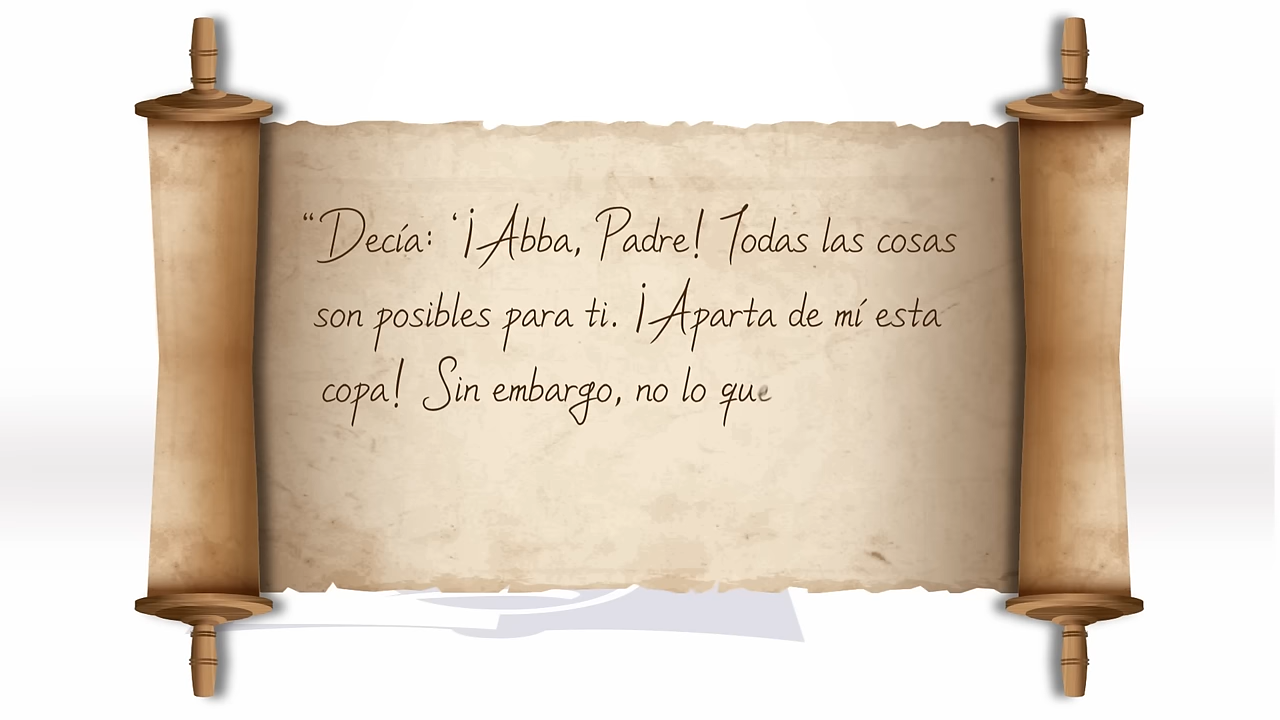 “Decía: ‘¡Abba, Padre! Todas las cosas
son posibles para ti. ¡Aparta de mí esta
copa! Sin embargo, no lo que